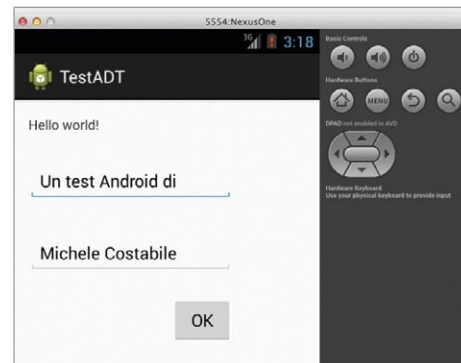 5554:NexusOne
3G 3:18
TestADT
Hello world!
Un test Android di
Michele Costabile
OK
Basic Controls
Hardware Buttons
MENU
DPAD not enabled in AVD
Hardware Keyboard
Use your physical keyboard to provide input